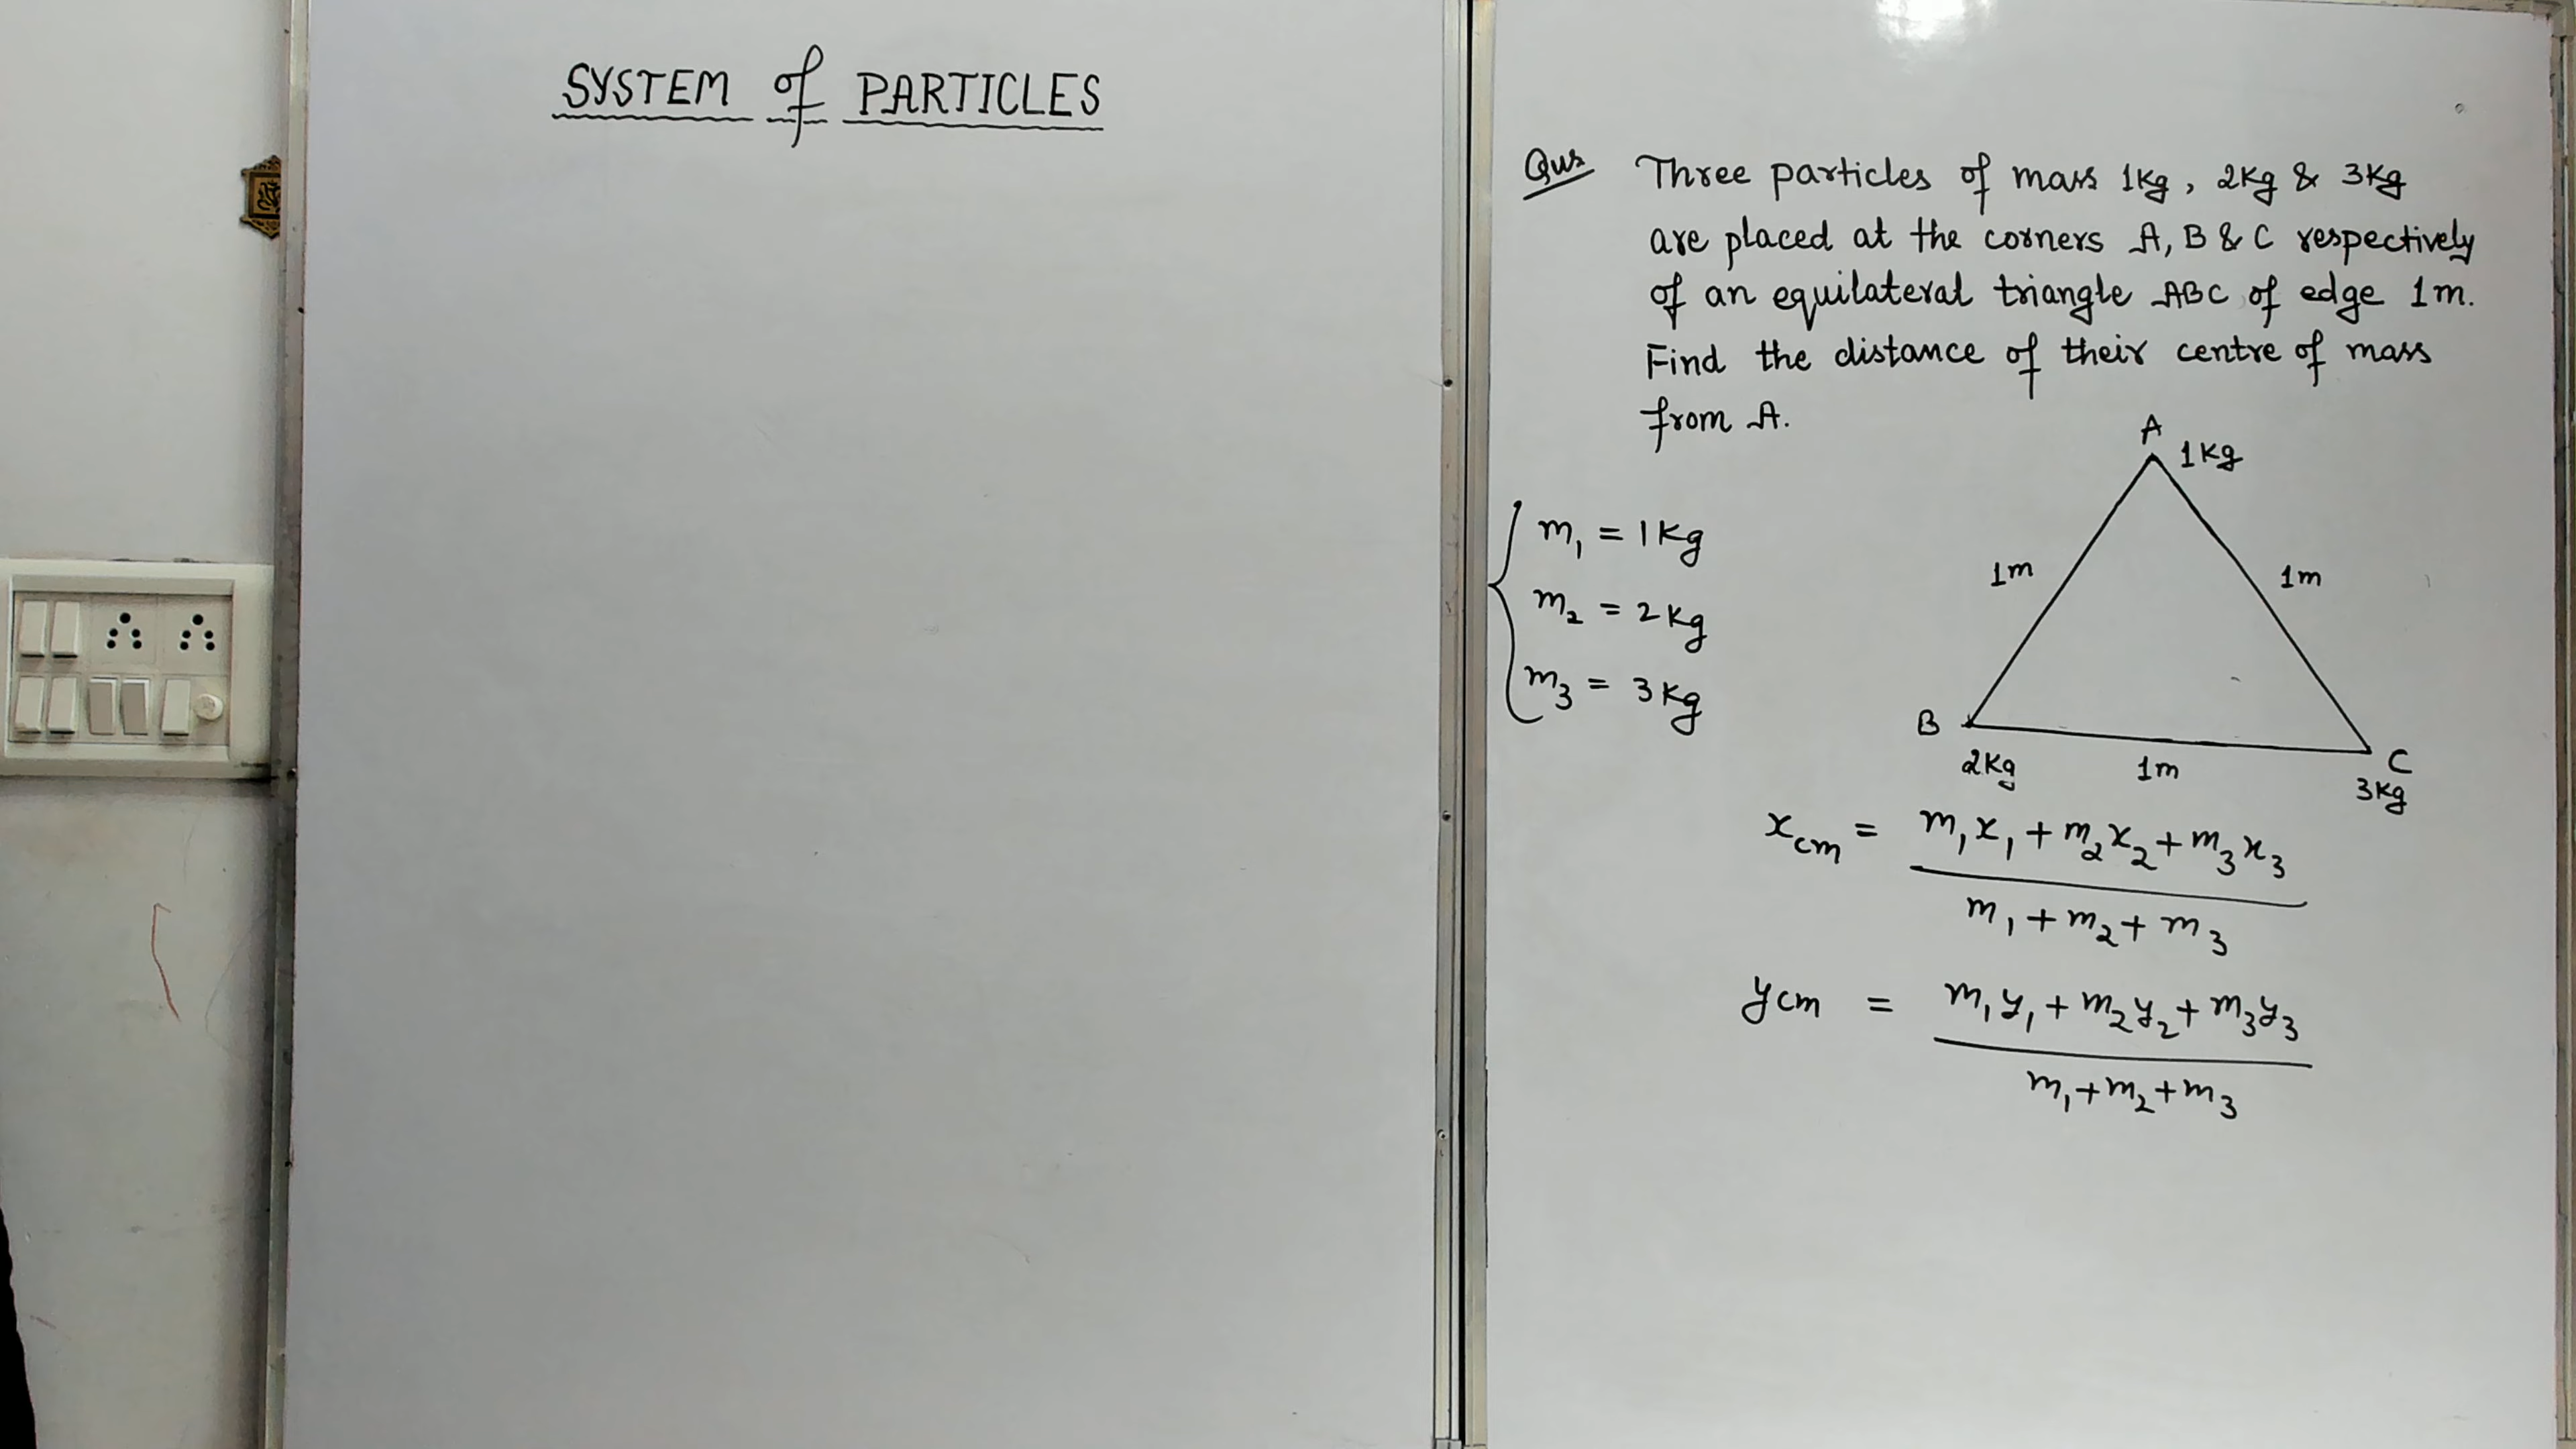 SYSTEM of PARTICLES
Qus Three particles of mass 1Kg, 2Kg & 3Kg
are placed at the corners A, B & C respectively
of an equilateral triangle ABC of edge 1m.
Find the distance of their centre of mass
from A.
A
1Kg
m₁ = 1Kg
m₂ = 2Kg
m₃ = 3Kg
1m
1m
B
2Kg
1m
C
3Kg
x_cm = (m₁x₁ + m₂x₂ + m₃x₃) / (m₁ + m₂ + m₃)
y_cm = (m₁y₁ + m₂y₂ + m₃y₃) / (m₁ + m₂ + m₃)